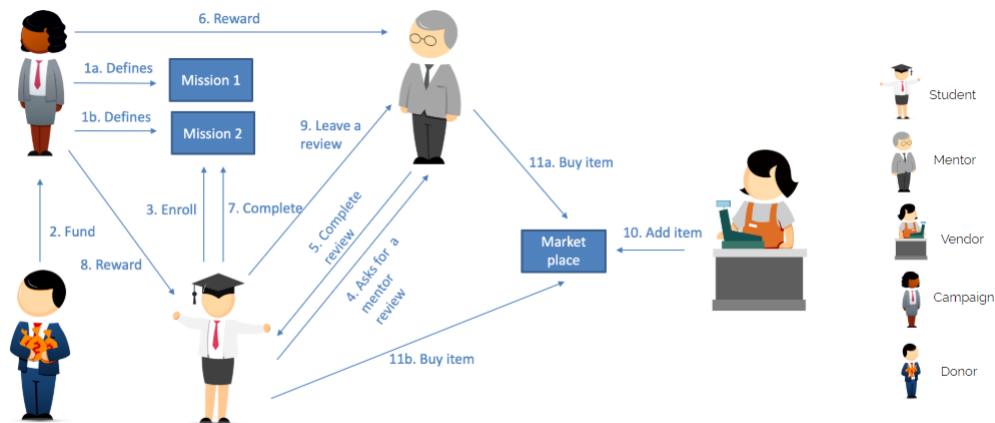 6. Reward
1a. Defines
Mission 1
1b. Defines
Mission 2
9. Leave a
review
11a. Buy item
3. Enroll
7. Complete
5. Complete
review
4. Asks for a
mentor
review
2. Fund
8. Reward
Market
place
10. Add item
11b. Buy item
Student
Mentor
Vendor
Campaign
Donor